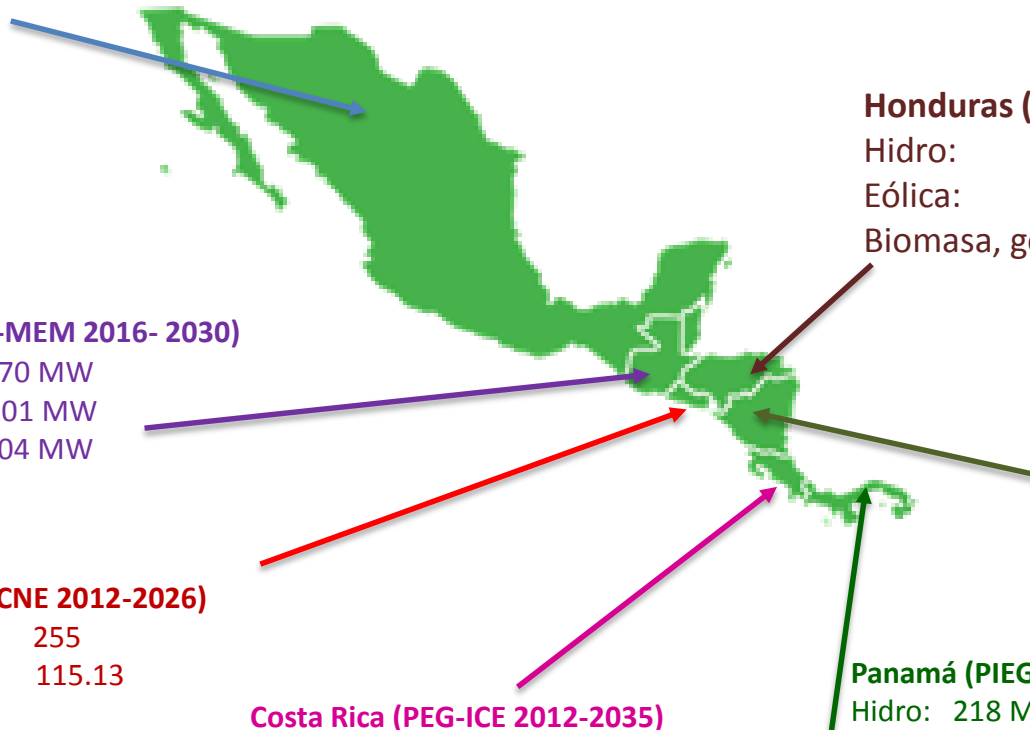 Honduras (
Hidro:
Eólica:
Biomasa, ge
-MEM 2016- 2030)
70 MW
01 MW
04 MW
CNE 2012-2026)
255
115.13
Costa Rica (PEG-ICE 2012-2035)
Panamá (PIEG
Hidro: 218 M